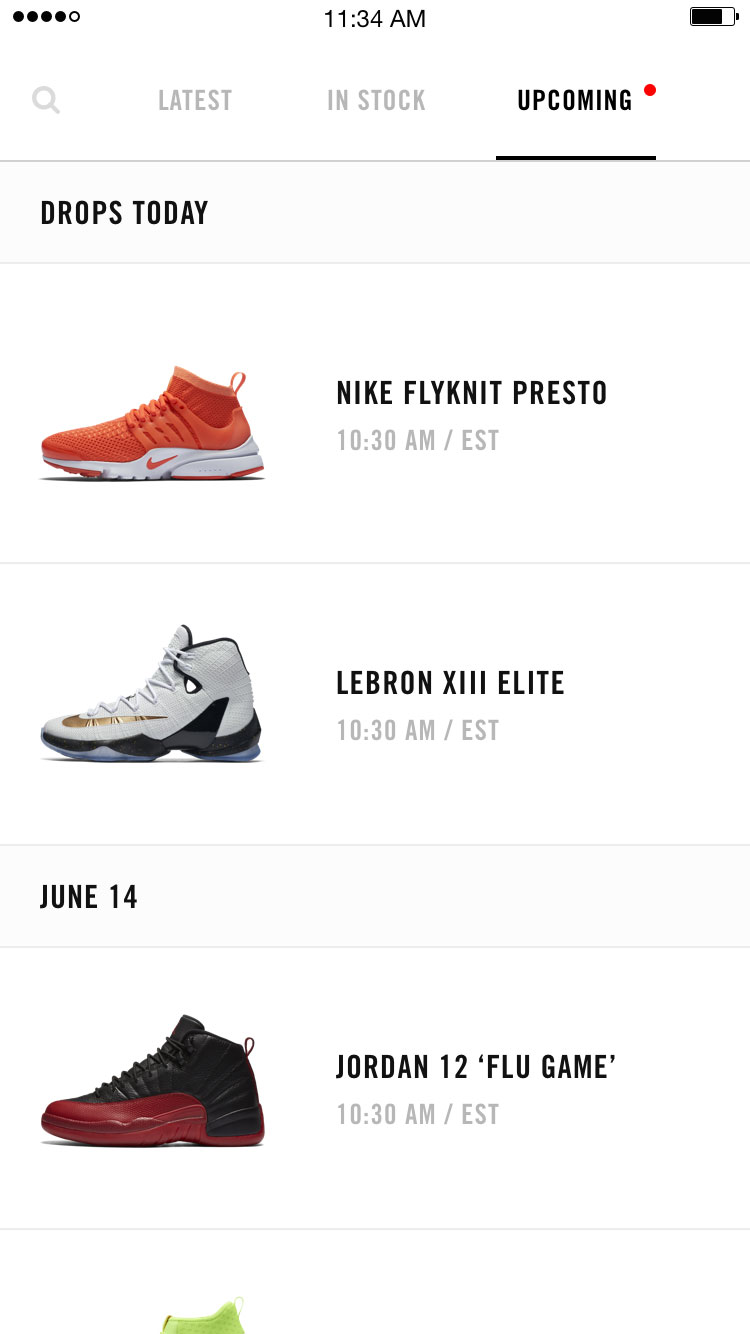 11:34 AM
LATEST IN STOCK UPCOMING
DROPS TODAY
NIKE FLYKNIT PRESTO
10:30 AM / EST
LEBRON XIII ELITE
10:30 AM / EST
JUNE 14
JORDAN 12 ‘FLU GAME’
10:30 AM / EST